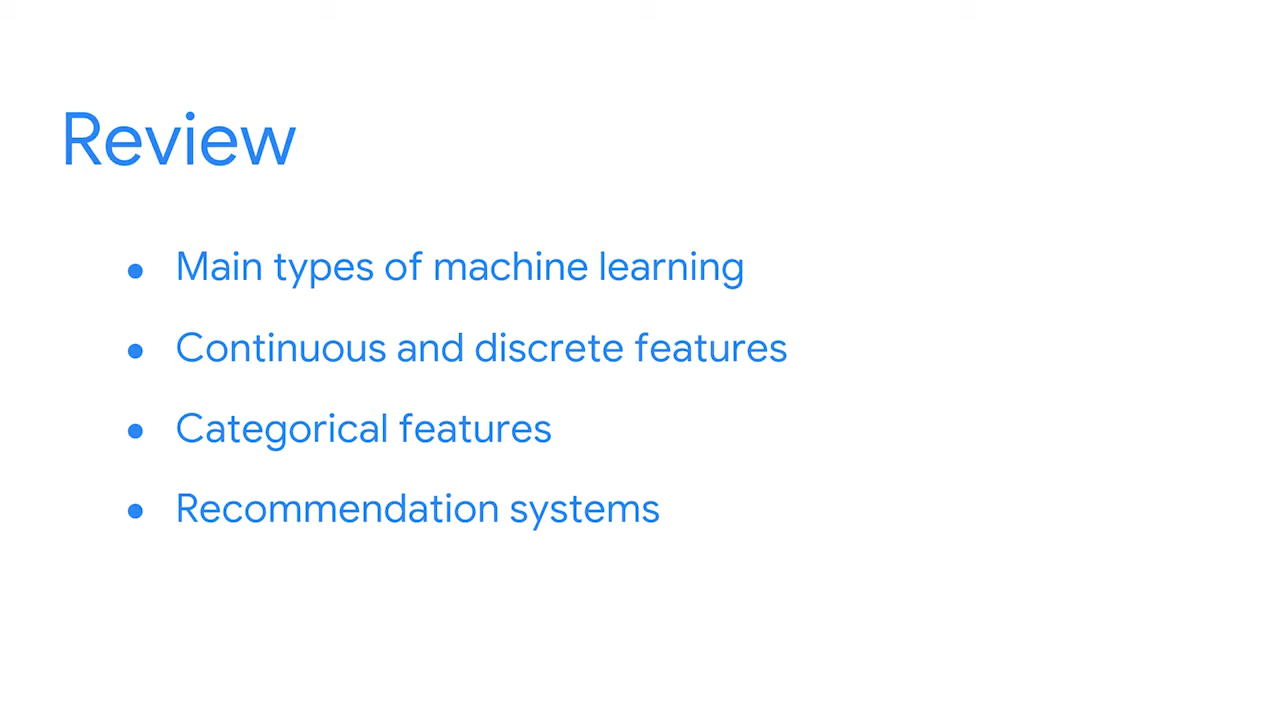 Review
● Main types of machine learning
● Continuous and discrete features
● Categorical features
● Recommendation systems